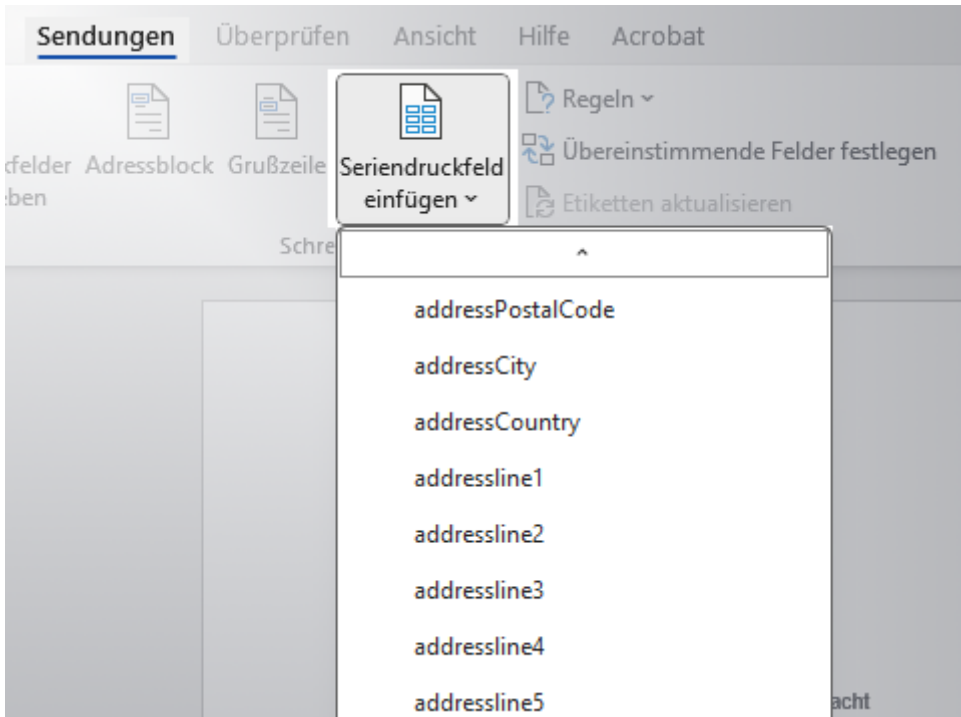 Sendungen Überprüfen Ansicht Hilfe Acrobat
Adressblock Grußzeile
Seriendruckfeld
einfügen
Regeln
Übereinstimmende Felder festlegen
Etiketten aktualisieren
addressPostalCode
addressCity
addressCountry
addressline1
addressline2
addressline3
addressline4
addressline5